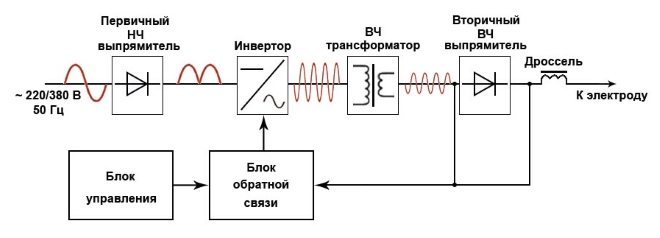 Первичный
НЧ
выпрямитель
Инвертор
ВЧ
трансформатор
Вторичный
ВЧ
выпрямитель
Дроссель
~ 220/380 В
50 Гц
К электроду
Блок
управления
Блок
обратной
связи